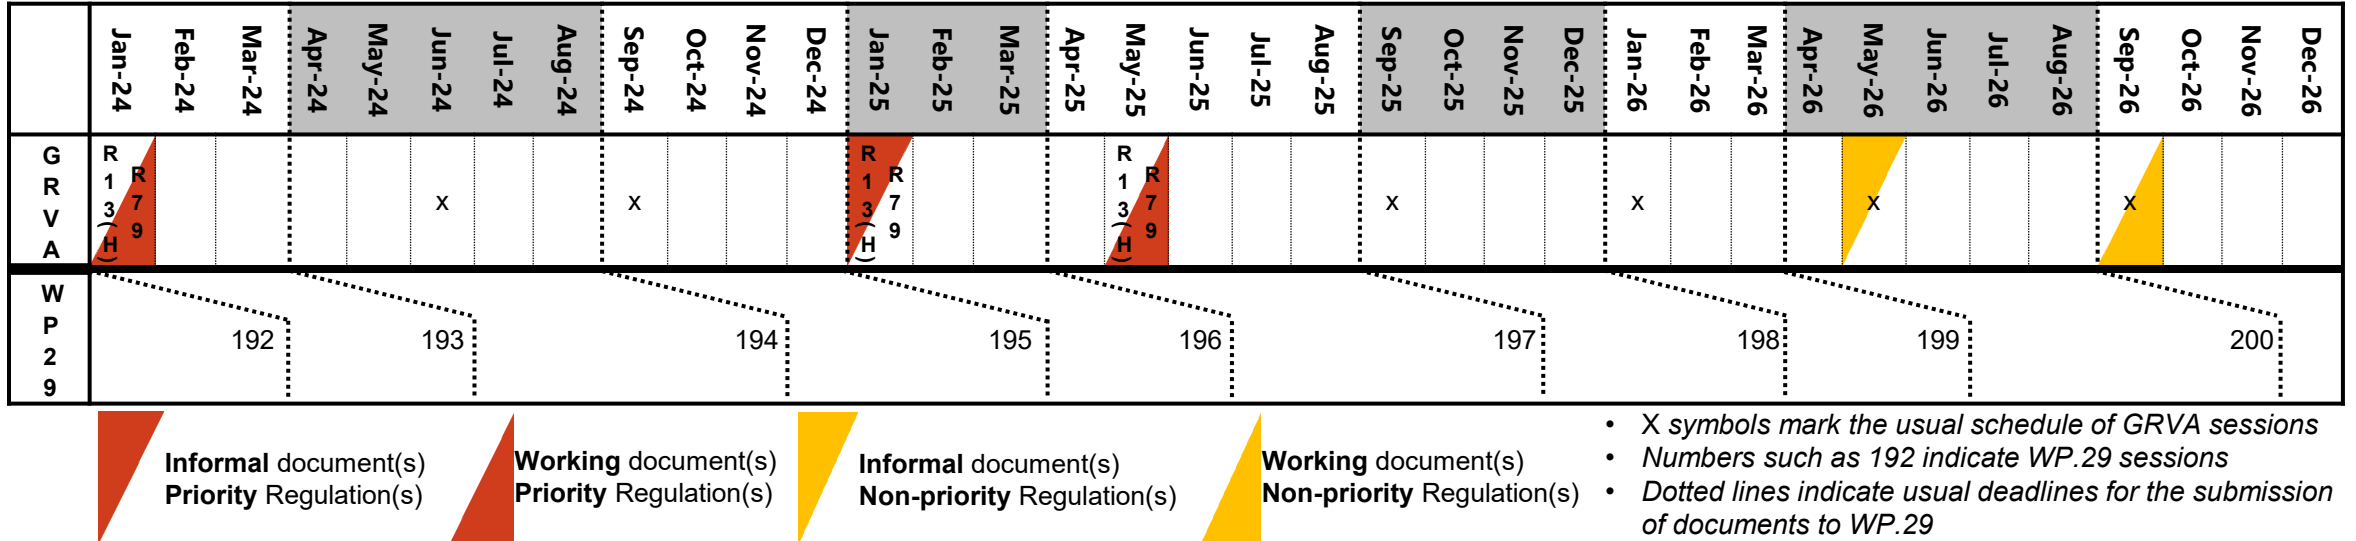 Jan-24 Feb-24 Mar-24 Apr-24 May-24 Jun-24 Jul-24 Aug-24 Sep-24 Oct-24 Nov-24 Dec-24 Jan-25 Feb-25 Mar-25 Apr-25 May-25 Jun-25 Jul-25 Aug-25 Sep-25 Oct-25 Nov-25 Dec-25 Jan-26 Feb-26 Mar-26 Apr-26 May-26 Jun-26 Jul-26 Aug-26 Sep-26 Oct-26 Nov-26 Dec-26
GRVA
R13(H) R79 x x R13(H) R79 R13(H) R79 x x x x
WP29
192 193 194 195 196 197 198 199 200
Informal document(s)
Priority Regulation(s)
Working document(s)
Priority Regulation(s)
Informal document(s)
Non-priority Regulation(s)
Working document(s)
Non-priority Regulation(s)
• X symbols mark the usual schedule of GRVA sessions
• Numbers such as 192 indicate WP.29 sessions
• Dotted lines indicate usual deadlines for the submission
of documents to WP.29